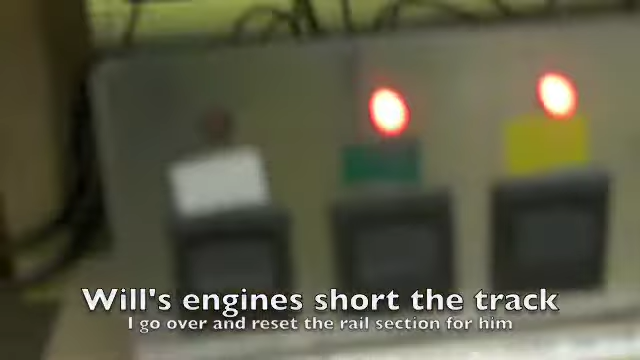 Will's engines short the track
I go over and reset the rail section for him